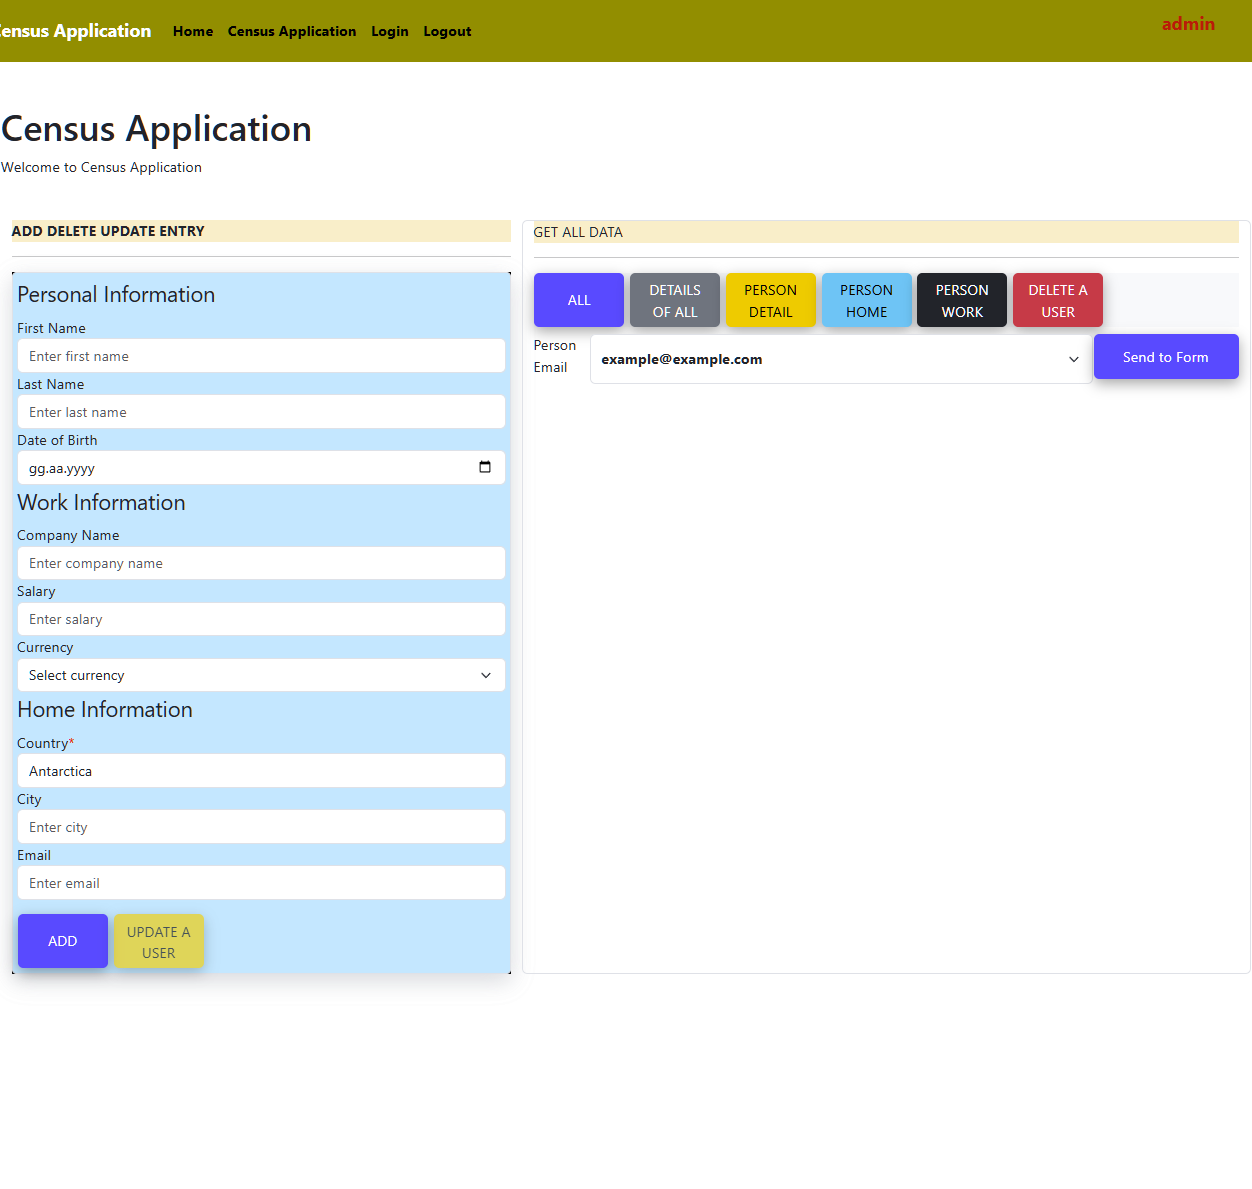 Census Application Home Census Application Login Logout admin
Census Application
Welcome to Census Application
ADD DELETE UPDATE ENTRY
Personal Information
First Name
Enter first name
Last Name
Enter last name
Date of Birth
gg.aa.yyyy
Work Information
Company Name
Enter company name
Salary
Enter salary
Currency
Select currency
Home Information
Country*
Antarctica
City
Enter city
Email
Enter email
ADD
UPDATE A
USER
GET ALL DATA
ALL
DETAILS
OF ALL
PERSON
DETAIL
PERSON
HOME
PERSON
WORK
DELETE A
USER
Person
Email
example@example.com
Send to Form